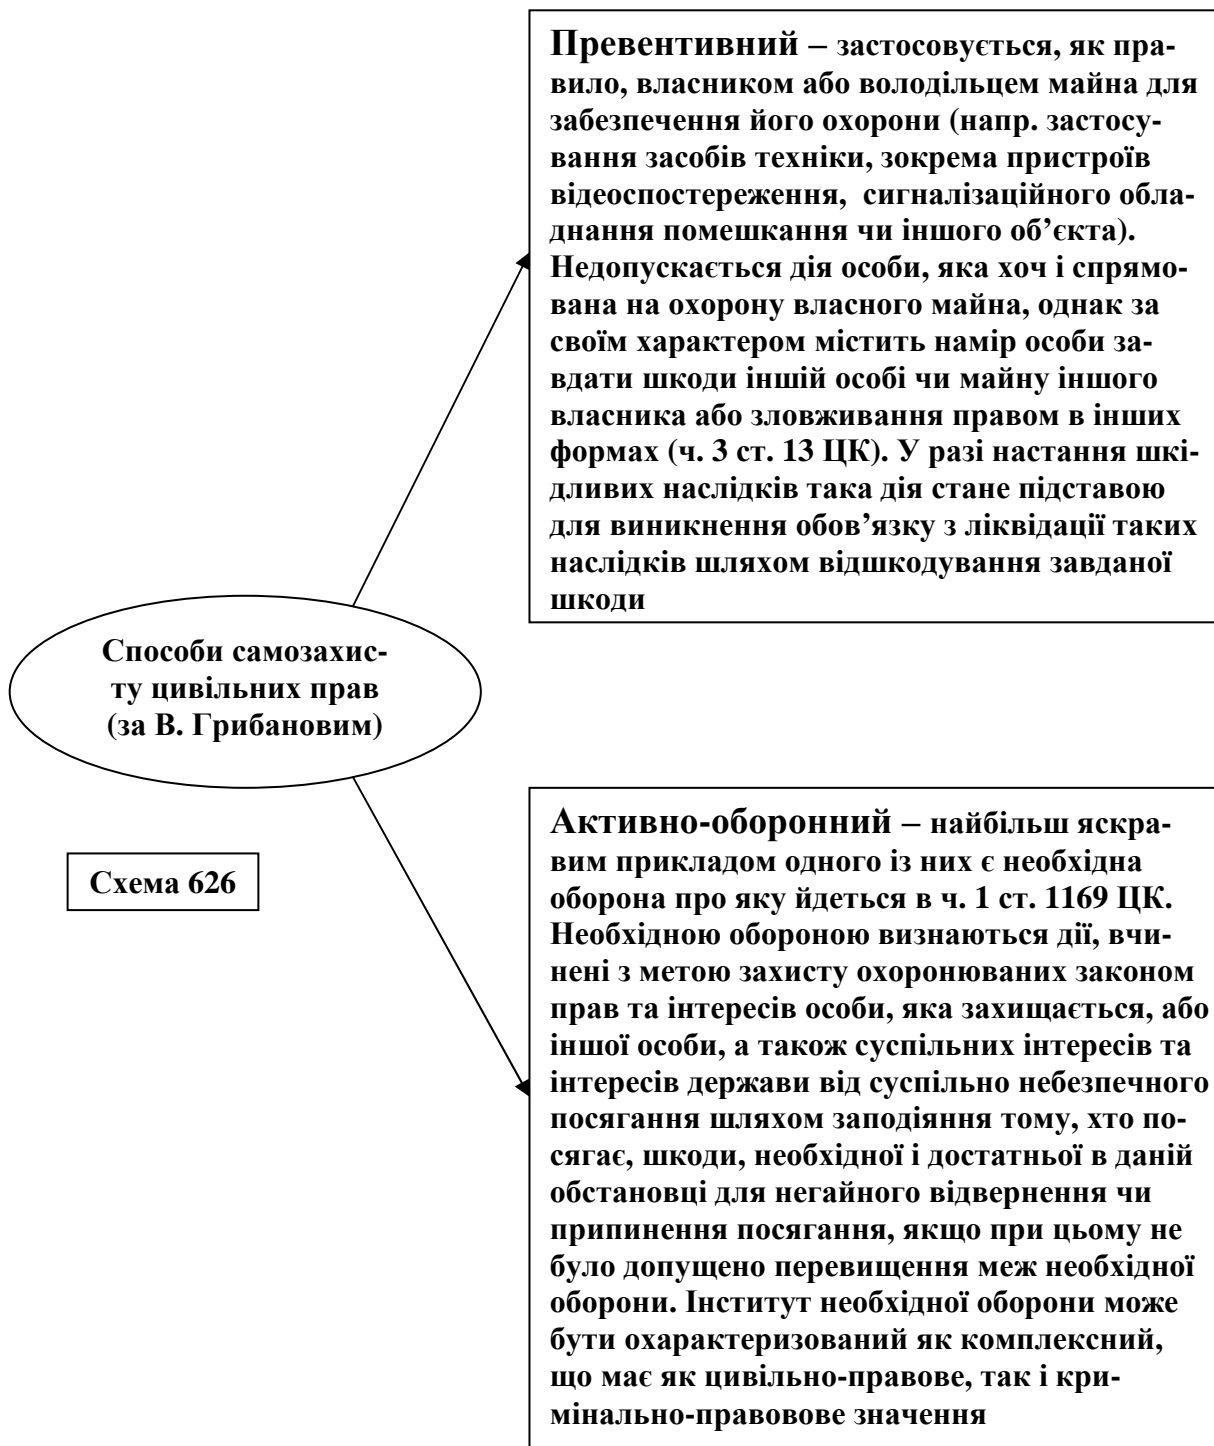 Превентивний – застосовується, як пра-
вило, власником або володільцем майна для
забезпечення його охорони (напр. застосу-
вання засобів техніки, зокрема пристроїв
відеоспостереження, сигналізаційного обла-
днання помешкання чи іншого об’єкта).
Недопускається дія особи, яка хоч і спрямо-
вана на охорону власного майна, однак за
своїм характером містить намір особи за-
вдати шкоди іншій особі чи майну іншого
власника або зловживання правом в інших
формах (ч. 3 ст. 13 ЦК). У разі настання шкі-
дливих наслідків така дія стане підставою
для виникнення обов’язку з ліквідації таких
наслідків шляхом відшкодування завданої
шкоди
Способи самозахис-
ту цивільних прав
(за В. Грибановим)
Схема 626
Активно-оборонний – найбільш яскра-
вим прикладом одного із них є необхідна
оборона про яку йдеться в ч. 1 ст. 1169 ЦК.
Необхідною обороною визнаються дії, вчи-
нені з метою захисту охоронюваних законом
прав та інтересів особи, яка захищається, або
іншої особи, а також суспільних інтересів та
інтересів держави від суспільно небезпечного
посягання шляхом заподіяння тому, хто по-
сягає, шкоди, необхідної і достатньої в даній
обстановці для негайного відвернення чи
припинення посягання, якщо при цьому не
було допущено перевищення меж необхідної
оборони. Інститут необхідної оборони може
бути охарактеризований як комплексний,
що має як цивільно-правове, так і кри-
мінально-правовове значення